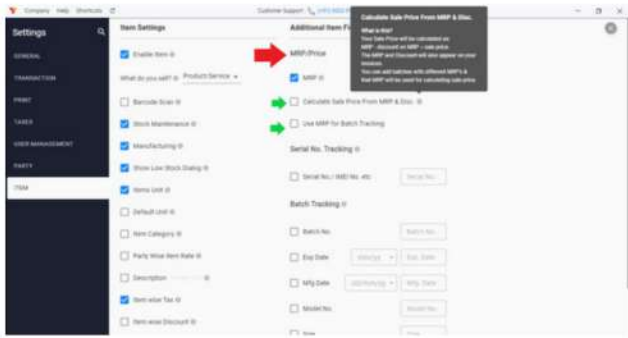 Company Help Shortcuts
Customer Support:
Settings
GENERAL
TRANSACTION
PRINT
TAXES
USER MANAGEMENT
PARTY
ITEM
Item Settings
Enable Item
What do you sell? Product/Service
Barcode Scan
Stock Maintenance
Manufacturing
Show Low Stock Dialog
Items Unit
Default Unit
Item Category
Party Wise Item Rate
Description
Item wise Tax
Item wise Discount
Additional Item Fi
MRP/Price
MRP
Calculate Sale Price From MRP & Disc.
Use MRP for Batch Tracking
Serial No. Tracking
Serial No./ IMEI No. etc
Serial No.
Batch Tracking
Batch No.
Batch No.
Exp Date
mm/yy
Exp. Date
Mfg Date
dd/mm/yy
Mfg. Date
Model No.
Model No.
Size
Size
Calculate Sale Price From MRP & Disc.
What is this?
Your Sale Price will be calculated as:
MRP - discount on MRP = sale price.
The MRP and Discount will also appear on your
invoices.
You can add batches with different MRP's &
that MRP will be used for calculating sale price